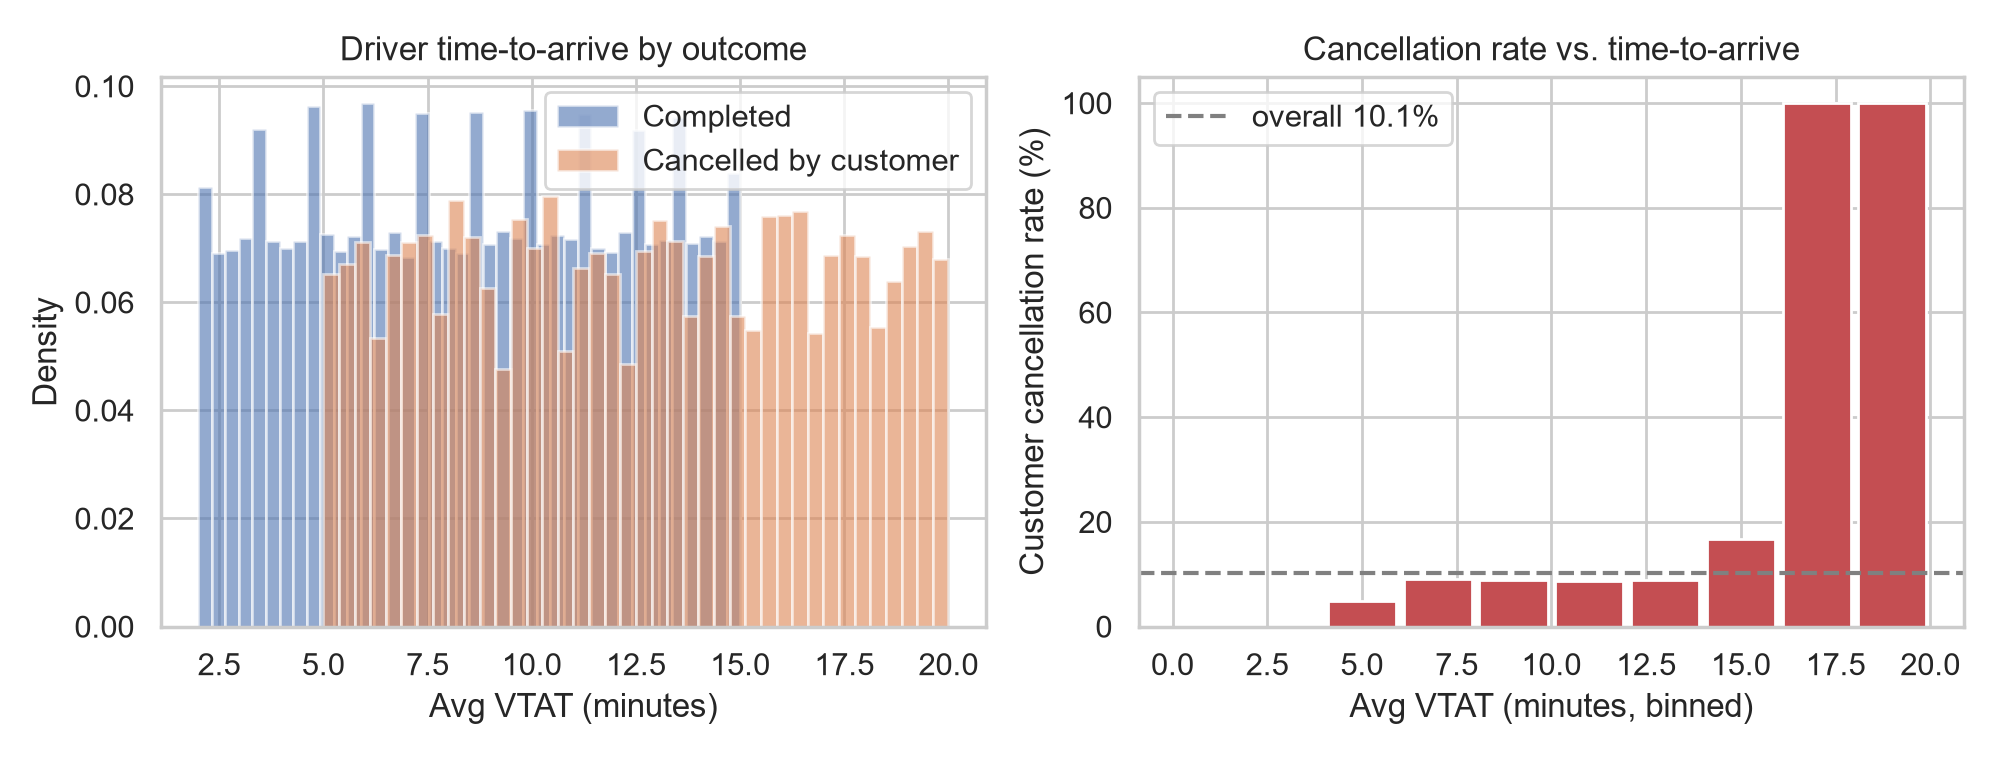 Driver time-to-arrive by outcome
Density
0.10
0.08
0.06
0.04
0.02
0.00
Completed
Cancelled by customer
2.5 5.0 7.5 10.0 12.5 15.0 17.5 20.0
Avg VTAT (minutes)
Cancellation rate vs. time-to-arrive
Customer cancellation rate (%)
100
80
60
40
20
0
overall 10.1%
0.0 2.5 5.0 7.5 10.0 12.5 15.0 17.5 20.0
Avg VTAT (minutes, binned)